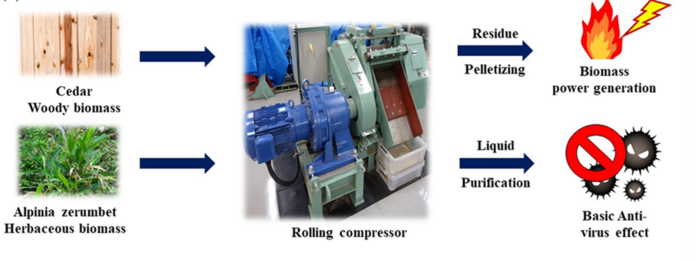 Cedar
Woody biomass
Alpinia zerumbet
Herbaceous biomass
Rolling compressor
Residue
Pelletizing
Liquid
Purification
Biomass
power generation
Basic Anti-
virus effect